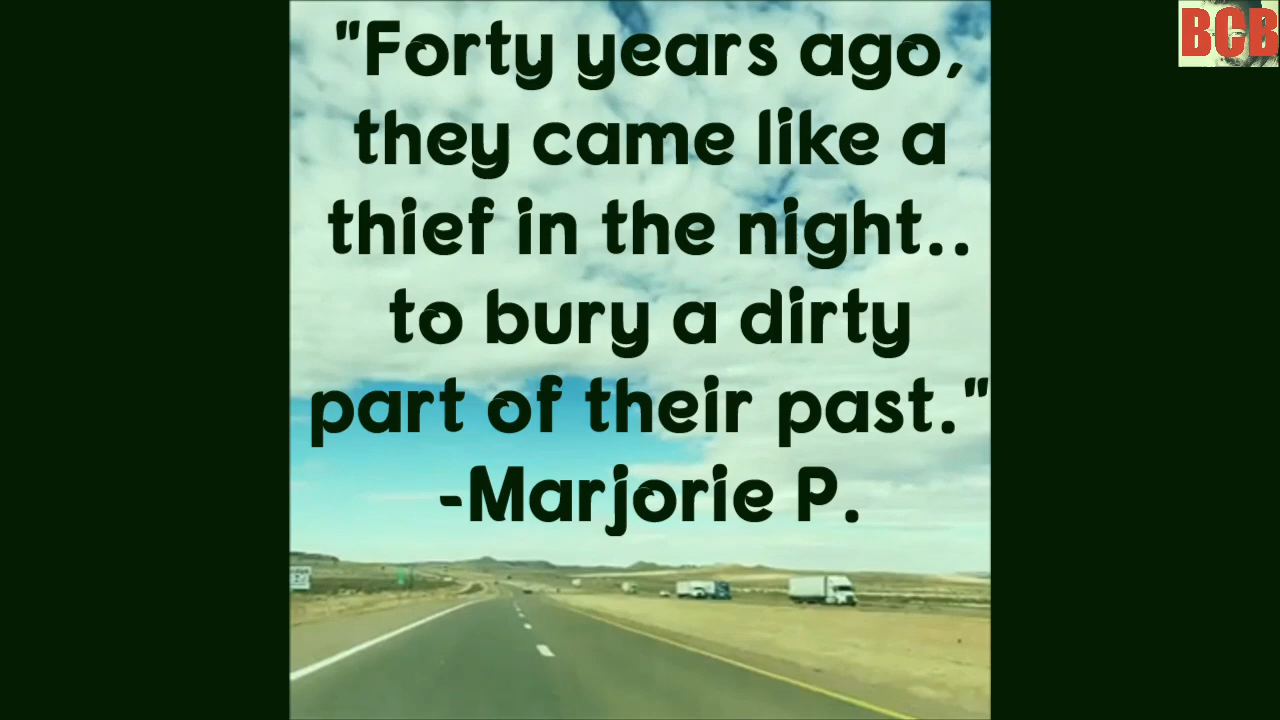 "Forty years ago,
they came like a
thief in the night..
to bury a dirty
part of their past."
-Marjorie P.
BCB